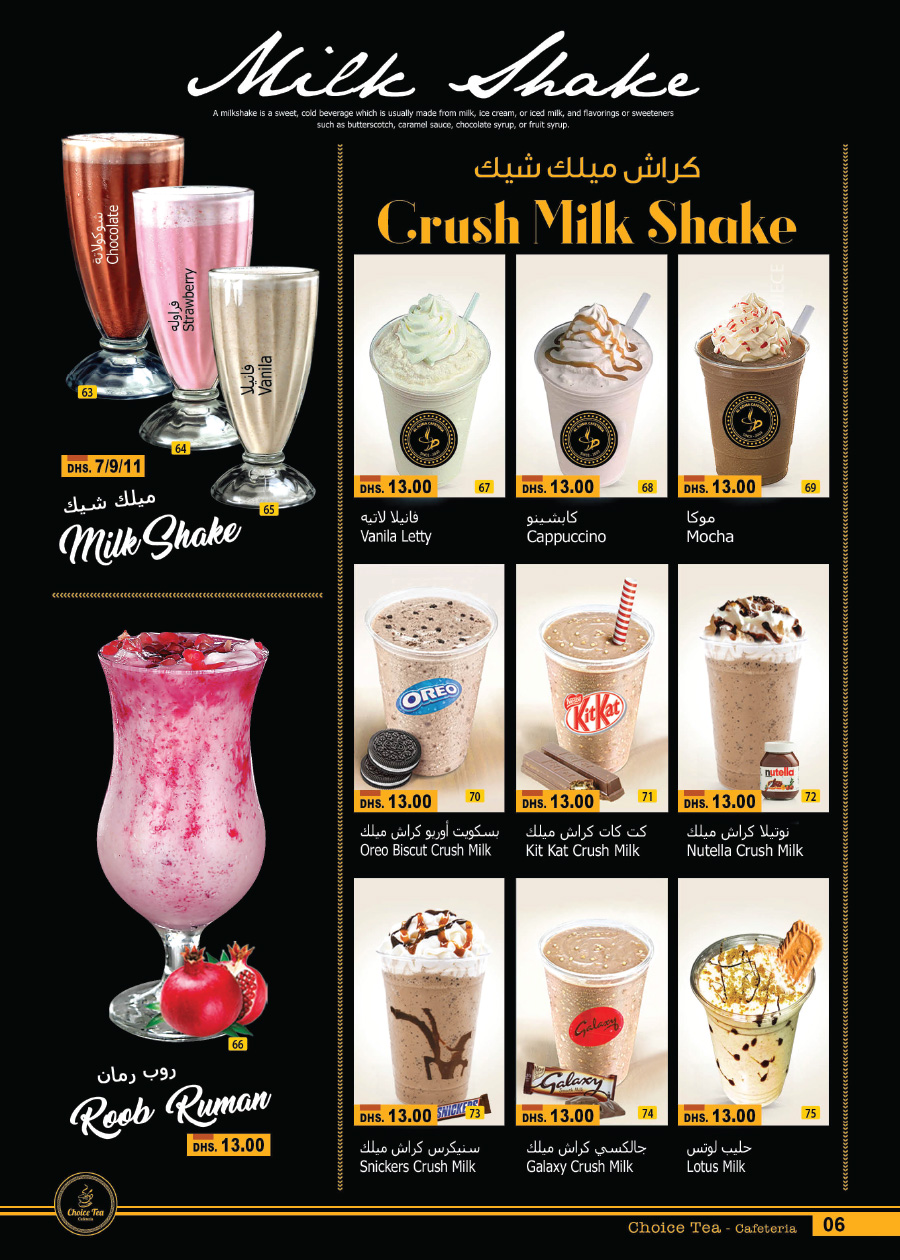 Milk Shake
A milkshake is a sweet, cold beverage which is usually made from milk, ice cream, or iced milk, and flavorings or sweeteners
such as butterscotch, caramel sauce, chocolate syrup, or fruit syrup.
شوكولاتة
Chocolate
63
فراوله
Strawberry
64
فانيلا
Vanila
65
DHS. 7/9/11
ميلك شيك
Milk Shake
66
روب رمان
Roob Ruman
DHS. 13.00
كراش ميلك شيك
Crush Milk Shake
DHS. 13.00
67
فانيلا لاتيه
Vanila Letty
DHS. 13.00
68
كابشينو
Cappuccino
DHS. 13.00
69
موكا
Mocha
OREO
DHS. 13.00
70
بسكويت أوريو كراش ميلك
Oreo Biscut Crush Milk
Nestle
KitKat
DHS. 13.00
71
كت كات كراش ميلك
Kit Kat Crush Milk
nutella
DHS. 13.00
72
نوتيلا كراش ميلك
Nutella Crush Milk
SNICKERS
DHS. 13.00
73
سنيكرس كراش ميلك
Snickers Crush Milk
Galaxy
Galaxy
DHS. 13.00
74
جالكسي كراش ميلك
Galaxy Crush Milk
DHS. 13.00
75
حليب لوتس
Lotus Milk
Choice Tea
Cafeteria
Choice Tea - Cafeteria
06